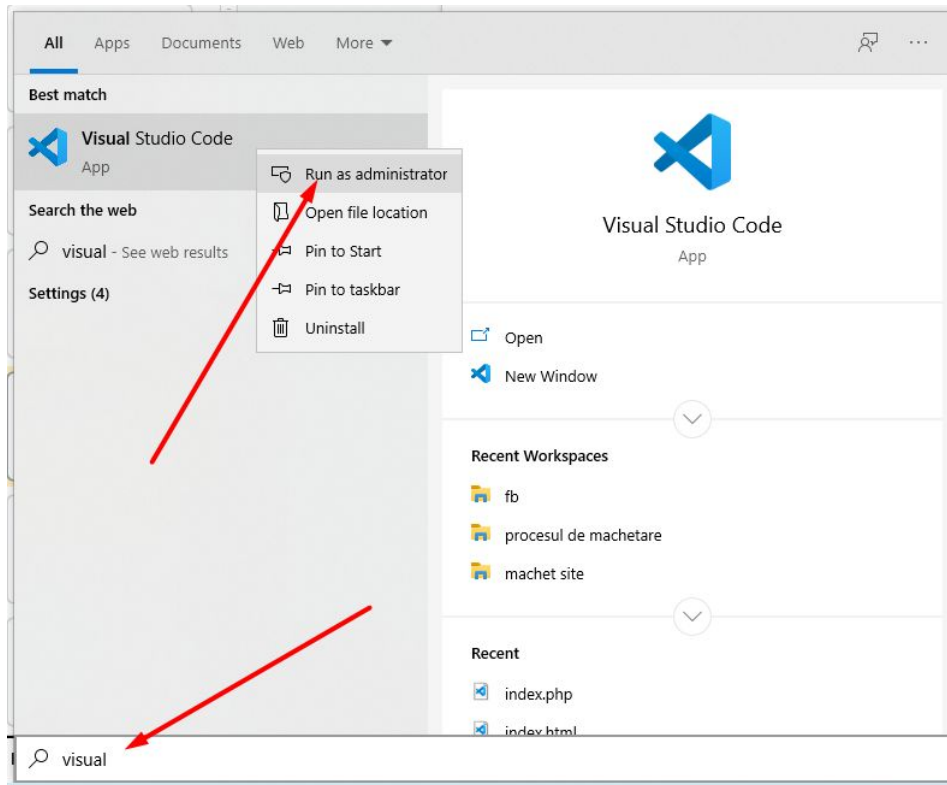 All Apps Documents Web More
Best match
Visual Studio Code
App
Run as administrator
Open file location
Pin to Start
Pin to taskbar
Uninstall
Search the web
visual - See web results
Settings (4)
Visual Studio Code
App
Open
New Window
Recent Workspaces
fb
procesul de machetare
machet site
Recent
index.php
index.html
visual